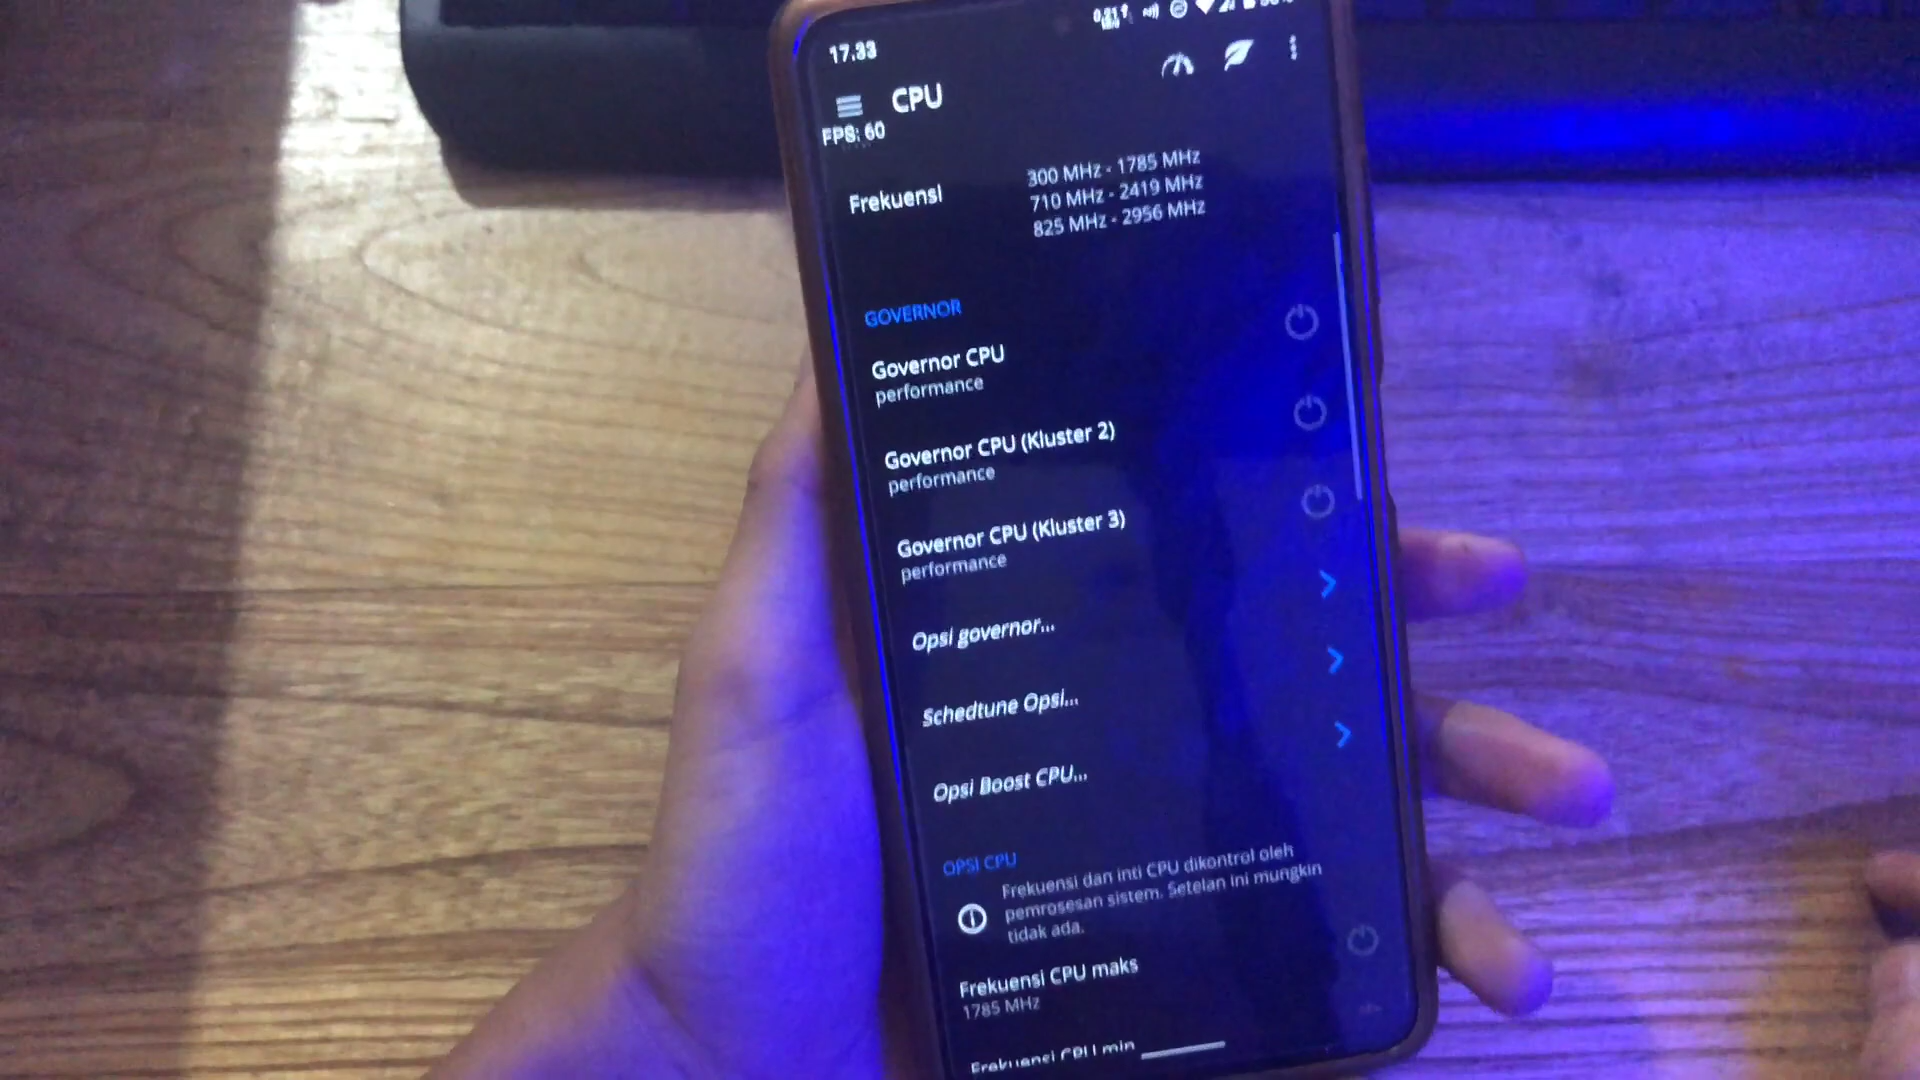 17.33
CPU
FPS: 60
Frekuensi
300 MHz - 1785 MHz
710 MHz - 2419 MHz
825 MHz - 2956 MHz
GOVERNOR
Governor CPU
performance
Governor CPU (Kluster 2)
performance
Governor CPU (Kluster 3)
performance
Opsi governor...
Schedtune Opsi...
Opsi Boost CPU...
OPSI CPU
Frekuensi dan inti CPU dikontrol oleh
pemrosesan sistem. Setelan ini mungkin
tidak ada.
Frekuensi CPU maks
1785 MHz
Frekuensi CPU min